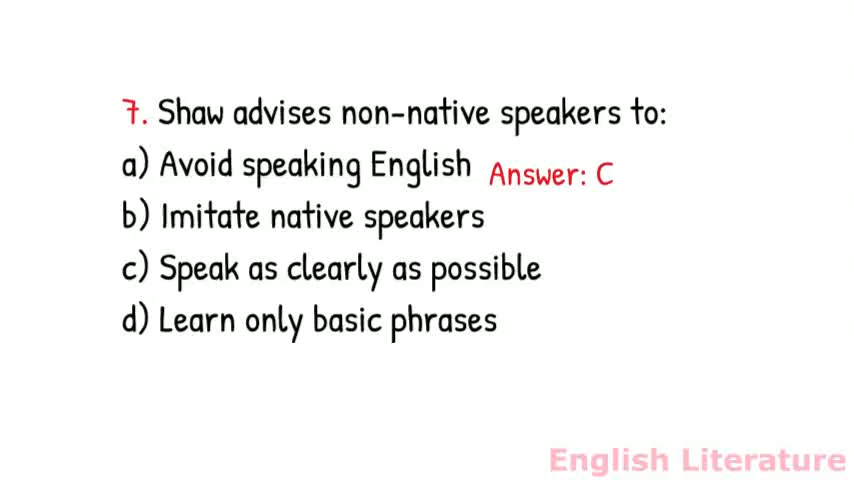 7. Shaw advises non-native speakers to:
a) Avoid speaking English
Answer: C
b) Imitate native speakers
c) Speak as clearly as possible
d) Learn only basic phrases
English Literature